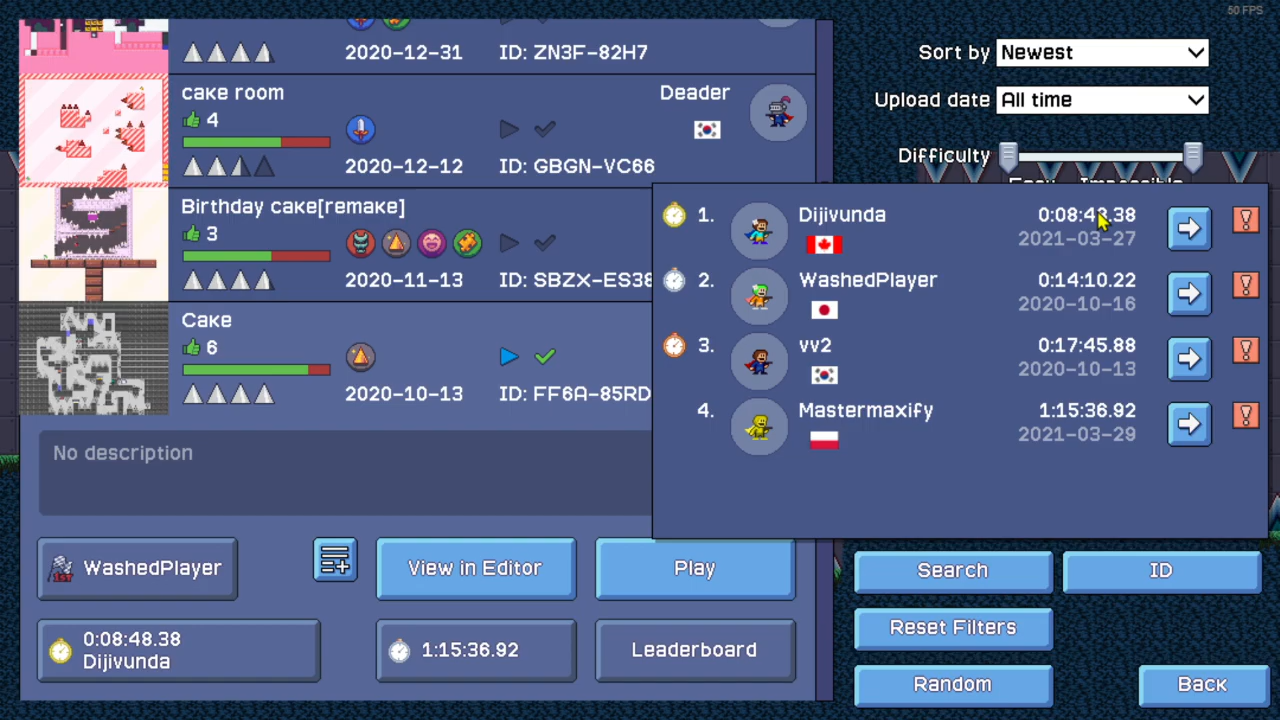 50 FPS
2020-12-31
ID: ZN3F-82H7
cake room
Deader
4
2020-12-12
ID: GBGN-VC66
Birthday cake[remake]
3
2020-11-13
ID: SBZX-ES38
Cake
6
2020-10-13
ID: FF6A-85RD
No description
WashedPlayer
View in Editor
Play
0:08:48.38
Dijivunda
1:15:36.92
Leaderboard
Sort by
Newest
Upload date
All time
Difficulty
1.
Dijivunda
0:08:48.38
2021-03-27
2.
WashedPlayer
0:14:10.22
2020-10-16
3.
vv2
0:17:45.88
2020-10-13
4.
Mastermaxify
1:15:36.92
2021-03-29
Search
ID
Reset Filters
Random
Back